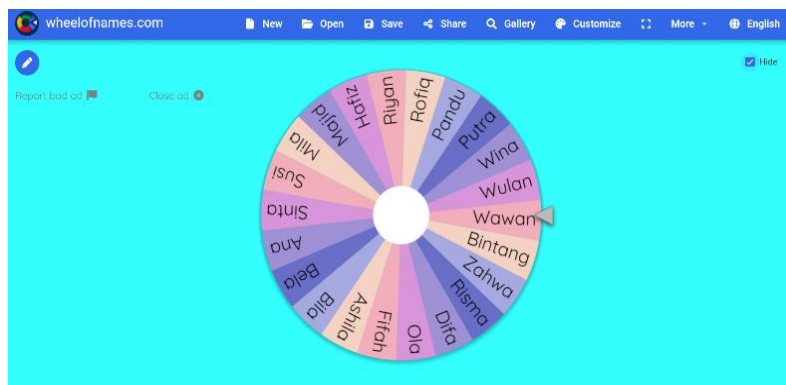 wheelofnames.com New Open Save Share Gallery Customize More English
Hide
Report bad ad Close ad
Riyan
Rofiq
Pandu
Putra
Wina
Wulan
Wawan
Bintang
Zahwa
Risma
Difa
Ola
Fifah
Ashila
Bila
Bela
Ana
Sinta
Susi
Mila
Majid
Hafiz